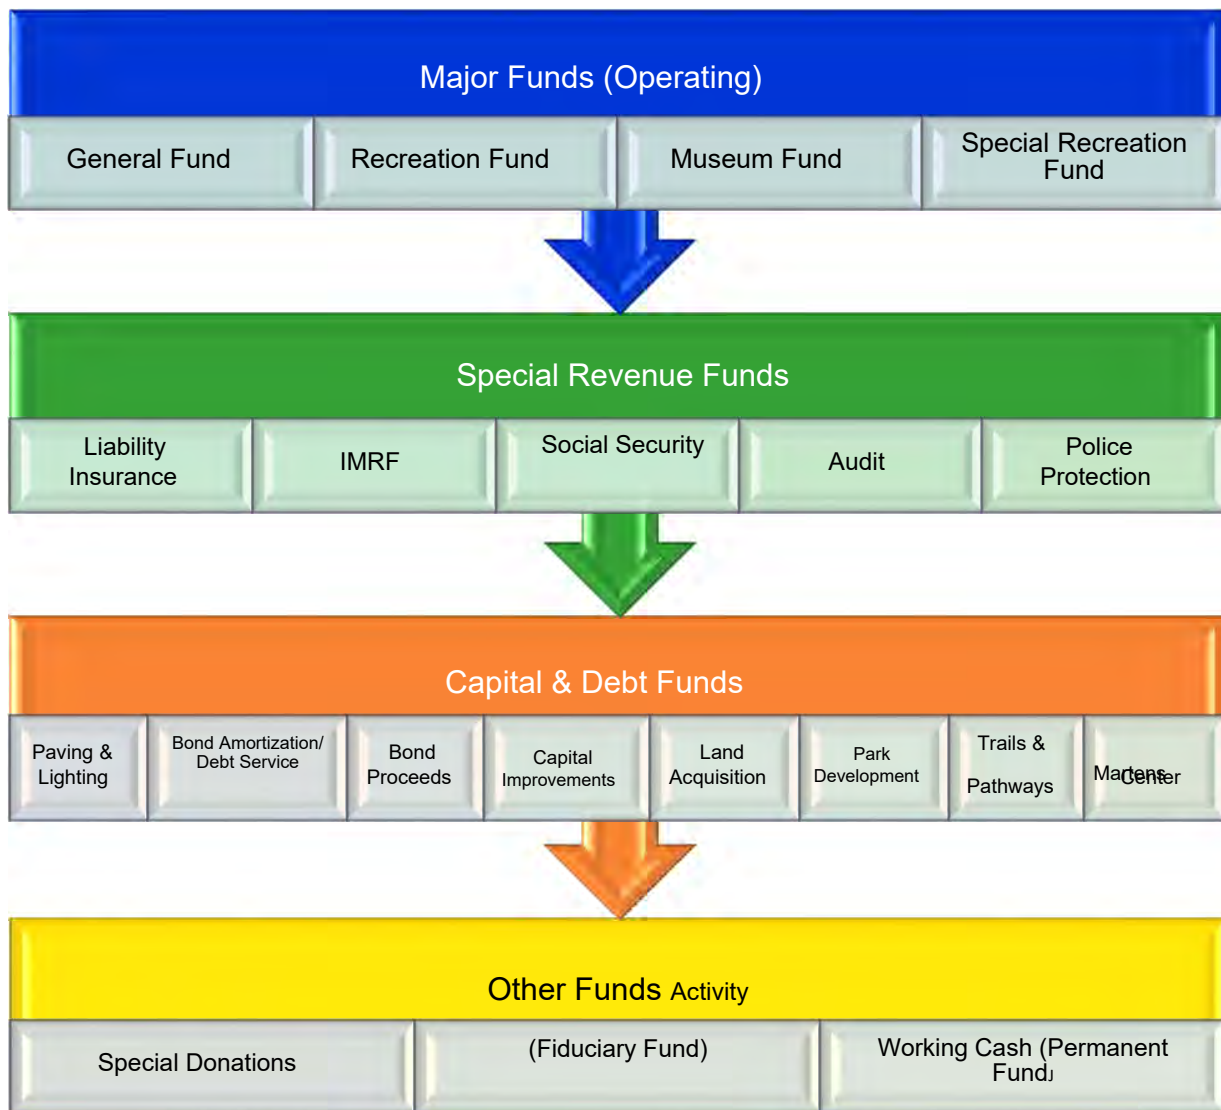 Major Funds (Operating)
General Fund
Recreation Fund
Museum Fund
Special Recreation
Fund
Special Revenue Funds
Liability
Insurance
IMRF
Social Security
Audit
Police
Protection
Capital & Debt Funds
Paving &
Lighting
Bond Amortization/
Debt Service
Bond
Proceeds
Capital
Improvements
Land
Acquisition
Park
Development
Trails &
Pathways
Martens Center
Other Funds Activity
Special Donations
(Fiduciary Fund)
Working Cash (Permanent
Fund)